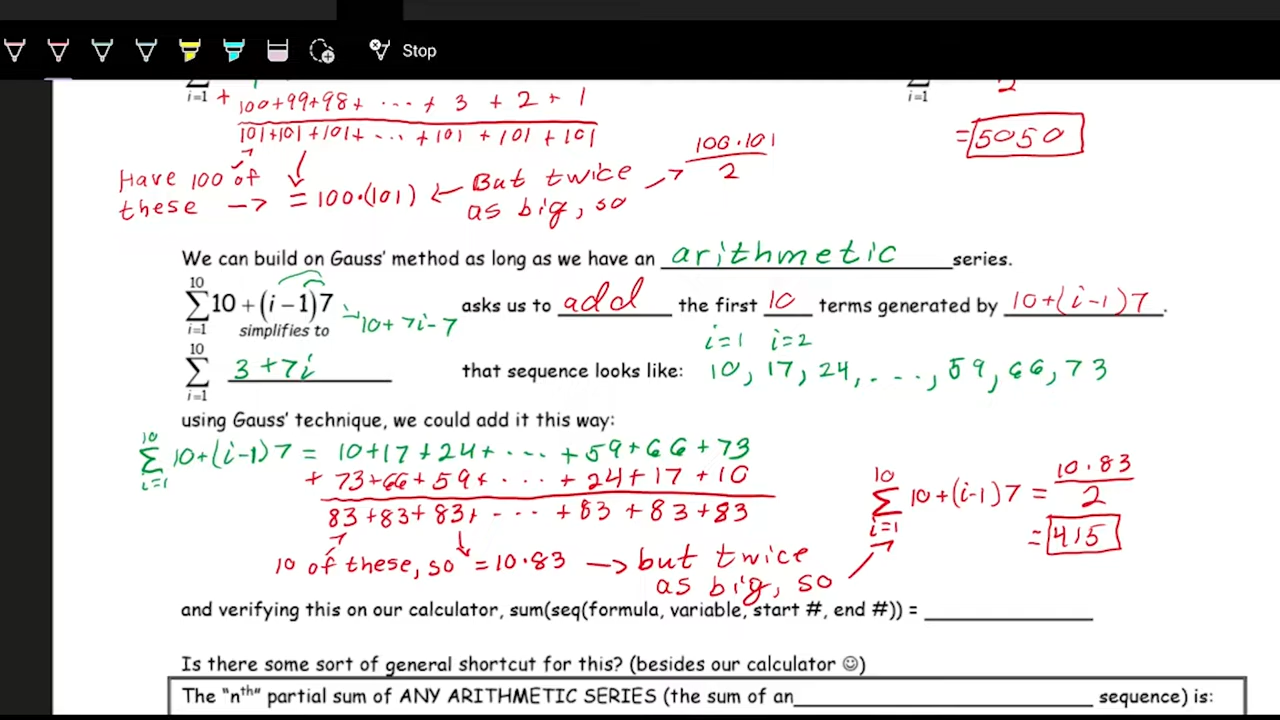 Stop
i=1 + 100+99+98+ ... + 3 + 2 + 1
i=1 2
101+101+101+ ... +101 + 101 +101
= 5050
Have 100 of these → = 100·(101) ← But twice as big, so → 100·101 / 2
We can build on Gauss' method as long as we have an arithmetic series.
10 ∑ i=1 10 + (i – 1)7 → 10+7i-7 asks us to add the first 10 terms generated by 10+(i-1)7.
simplifies to
i=1 i=2
10 ∑ i=1 3 +7i that sequence looks like: 10, 17, 24, ..., 59, 66, 73
using Gauss' technique, we could add it this way:
10 ∑ i=1 10+(i-1)7 = 10+17+24+ ... +59+66+73
+ 73+66+59+ ... + 24+17+10
83+83+83+ ... +83 +83+83
10 ∑ i=1 10+(i-1)7 = 10·83 / 2
= 415
10 of these, so = 10·83 → but twice as big, so
and verifying this on our calculator, sum(seq(formula, variable, start #, end #)) = ____
Is there some sort of general shortcut for this? (besides our calculator ☺)
The "nth" partial sum of ANY ARITHMETIC SERIES (the sum of an____ sequence) is: